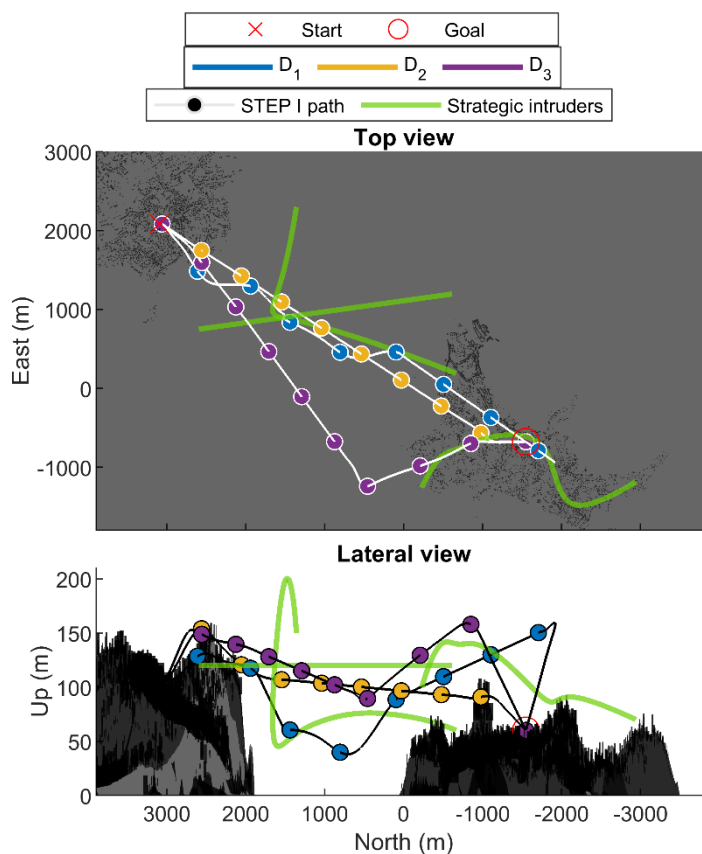 Start Goal
D1 D2 D3
STEP I path Strategic intruders
Top view
3000
2000
1000
0
-1000
East (m)
Lateral view
200
150
100
50
0
Up (m)
3000 2000 1000 0 -1000 -2000 -3000
North (m)